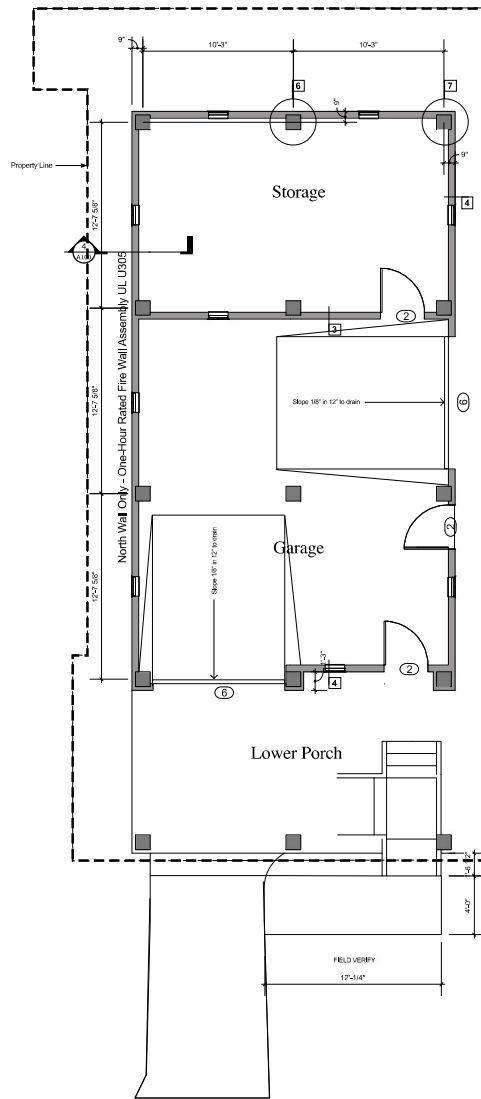 9"
10'-3"
10'-3"
6
7
9"
9"
Property Line
Storage
4
4
A100
12'-7 5/8"
2
3
North Wall Only - One-Hour Rated Fire Wall Assembly UL U305
12'-7 5/8"
Slope 1/8" in 12" to drain
6
2
Garage
Slope 1/8" in 12" to drain
12'-7 5/8"
1'-3"
2
4
6
Lower Porch
4'-0"
FIELD VERIFY
12'-1/4"